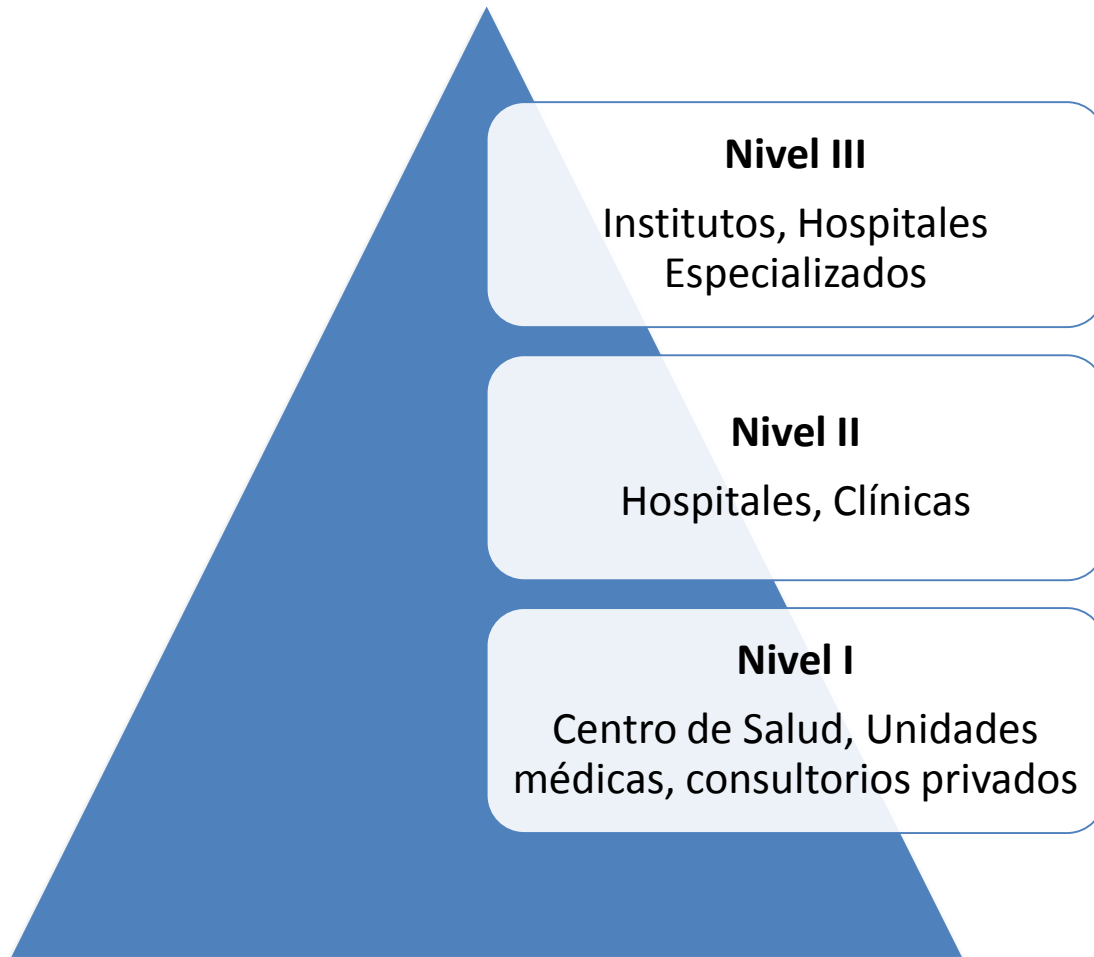 Nivel III
Institutos, Hospitales
Especializados
Nivel II
Hospitales, Clínicas
Nivel I
Centro de Salud, Unidades
médicas, consultorios privados